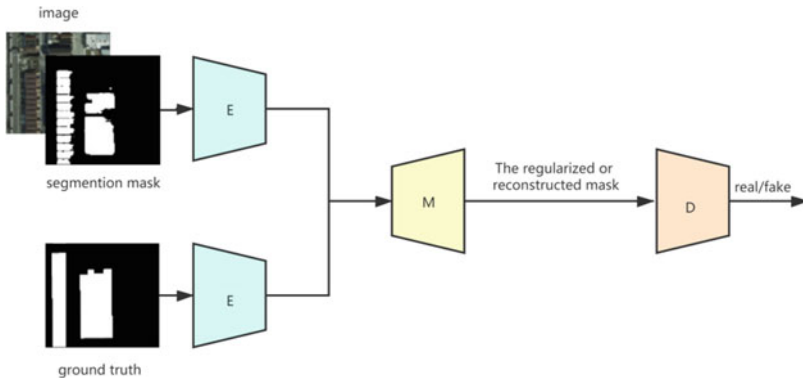 image
E
segmention mask
The regularized or
reconstructed mask
M
D
real/fake
E
ground truth